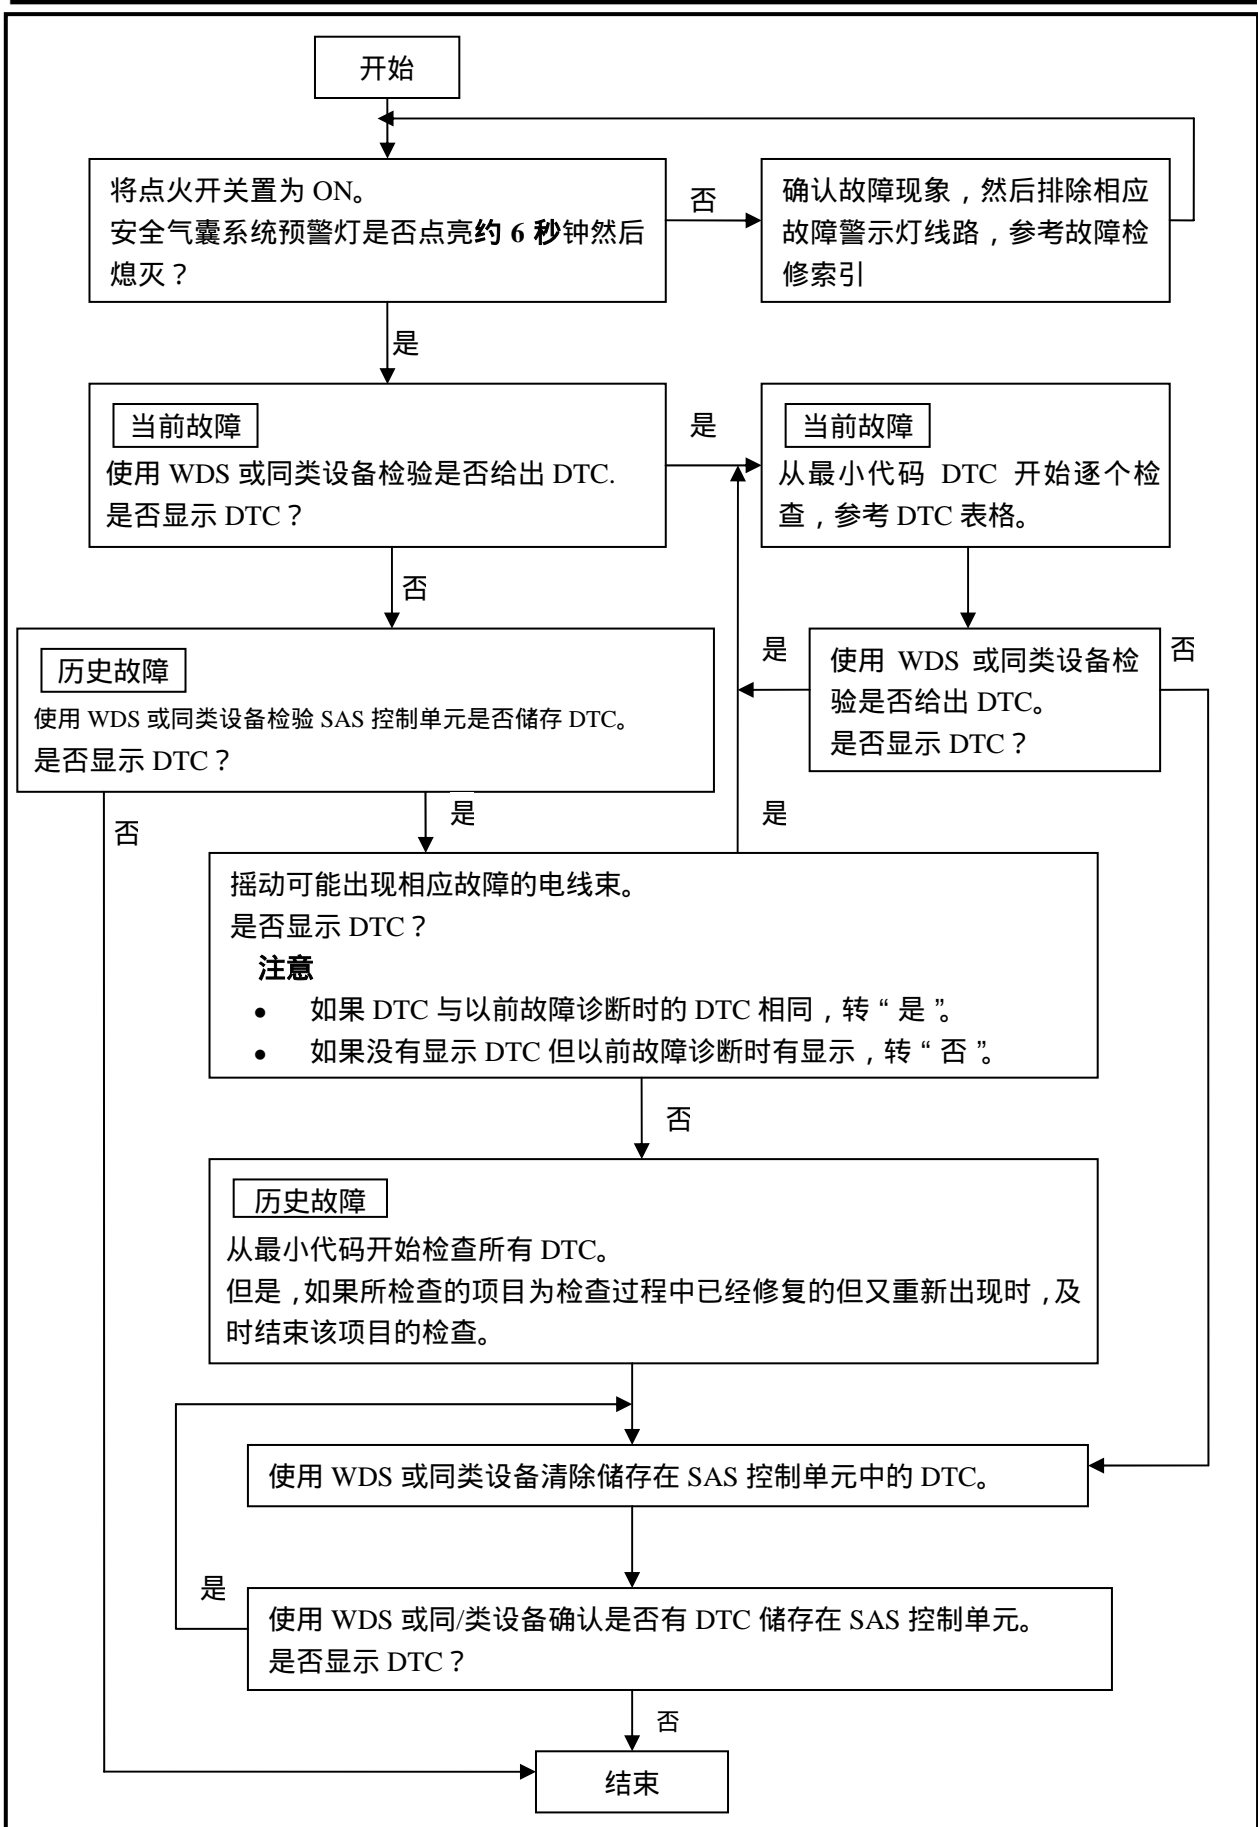 开始
将点火开关置为 ON。
安全气囊系统预警灯是否点亮约 6 秒钟然后
熄灭？
否
确认故障现象，然后排除相应
故障警示灯线路，参考故障检
修索引
是
当前故障
使用 WDS 或同类设备检验是否给出 DTC.
是否显示 DTC？
是
当前故障
从最小代码 DTC 开始逐个检
查，参考 DTC 表格。
否
历史故障
使用 WDS 或同类设备检验 SAS 控制单元是否储存 DTC。
是否显示 DTC？
是
使用 WDS 或同类设备检
验是否给出 DTC。
是否显示 DTC？
否
否
是
是
摇动可能出现相应故障的电线束。
是否显示 DTC？
注意
• 如果 DTC 与以前故障诊断时的 DTC 相同，转“是”。
• 如果没有显示 DTC 但以前故障诊断时有显示，转“否”。
否
历史故障
从最小代码开始检查所有 DTC。
但是，如果所检查的项目为检查过程中已经修复的但又重新出现时，及
时结束该项目的检查。
使用 WDS 或同类设备清除储存在 SAS 控制单元中的 DTC。
是
使用 WDS 或同/类设备确认是否有 DTC 储存在 SAS 控制单元。
是否显示 DTC？
否
结束